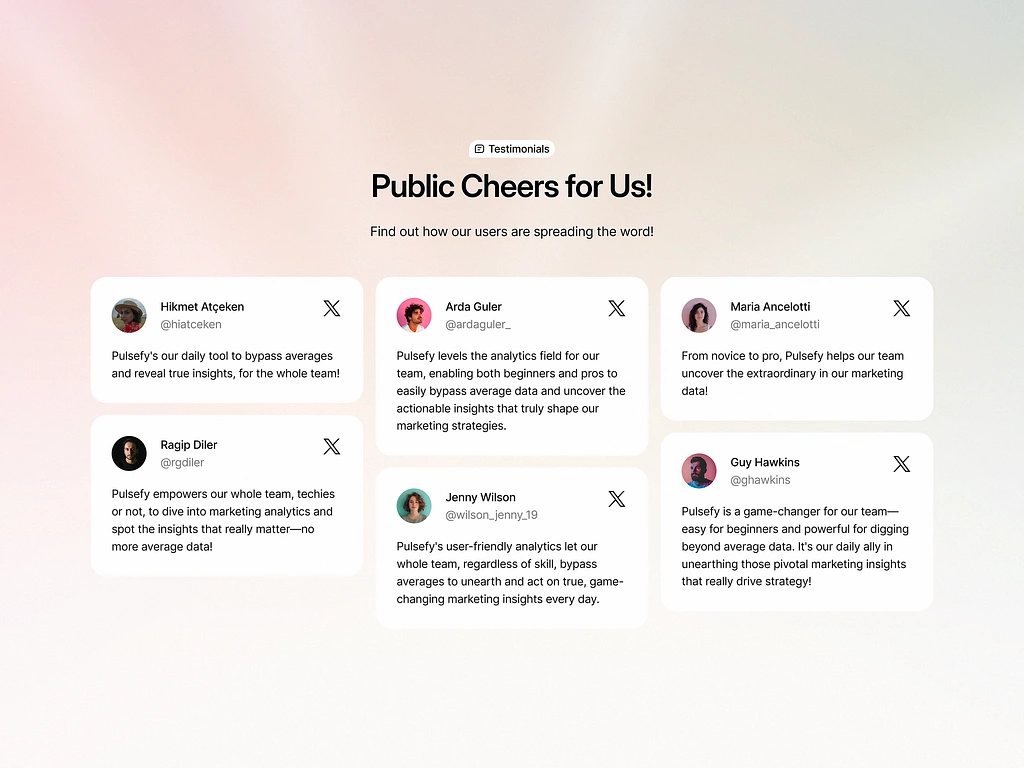 Testimonials
Public Cheers for Us!
Find out how our users are spreading the word!
Hikmet Atçeken
@hiatceken
Pulsefy's our daily tool to bypass averages
and reveal true insights, for the whole team!
Ragip Diler
@rgdiler
Pulsefy empowers our whole team, techies
or not, to dive into marketing analytics and
spot the insights that really matter—no
more average data!
Arda Guler
@ardaguler_
Pulsefy levels the analytics field for our
team, enabling both beginners and pros to
easily bypass average data and uncover the
actionable insights that truly shape our
marketing strategies.
Jenny Wilson
@wilson_jenny_19
Pulsefy's user-friendly analytics let our
whole team, regardless of skill, bypass
averages to unearth and act on true, game-
changing marketing insights every day.
Maria Ancelotti
@maria_ancelotti
From novice to pro, Pulsefy helps our team
uncover the extraordinary in our marketing
data!
Guy Hawkins
@ghawkins
Pulsefy is a game-changer for our team—
easy for beginners and powerful for digging
beyond average data. It's our daily ally in
unearthing those pivotal marketing insights
that really drive strategy!